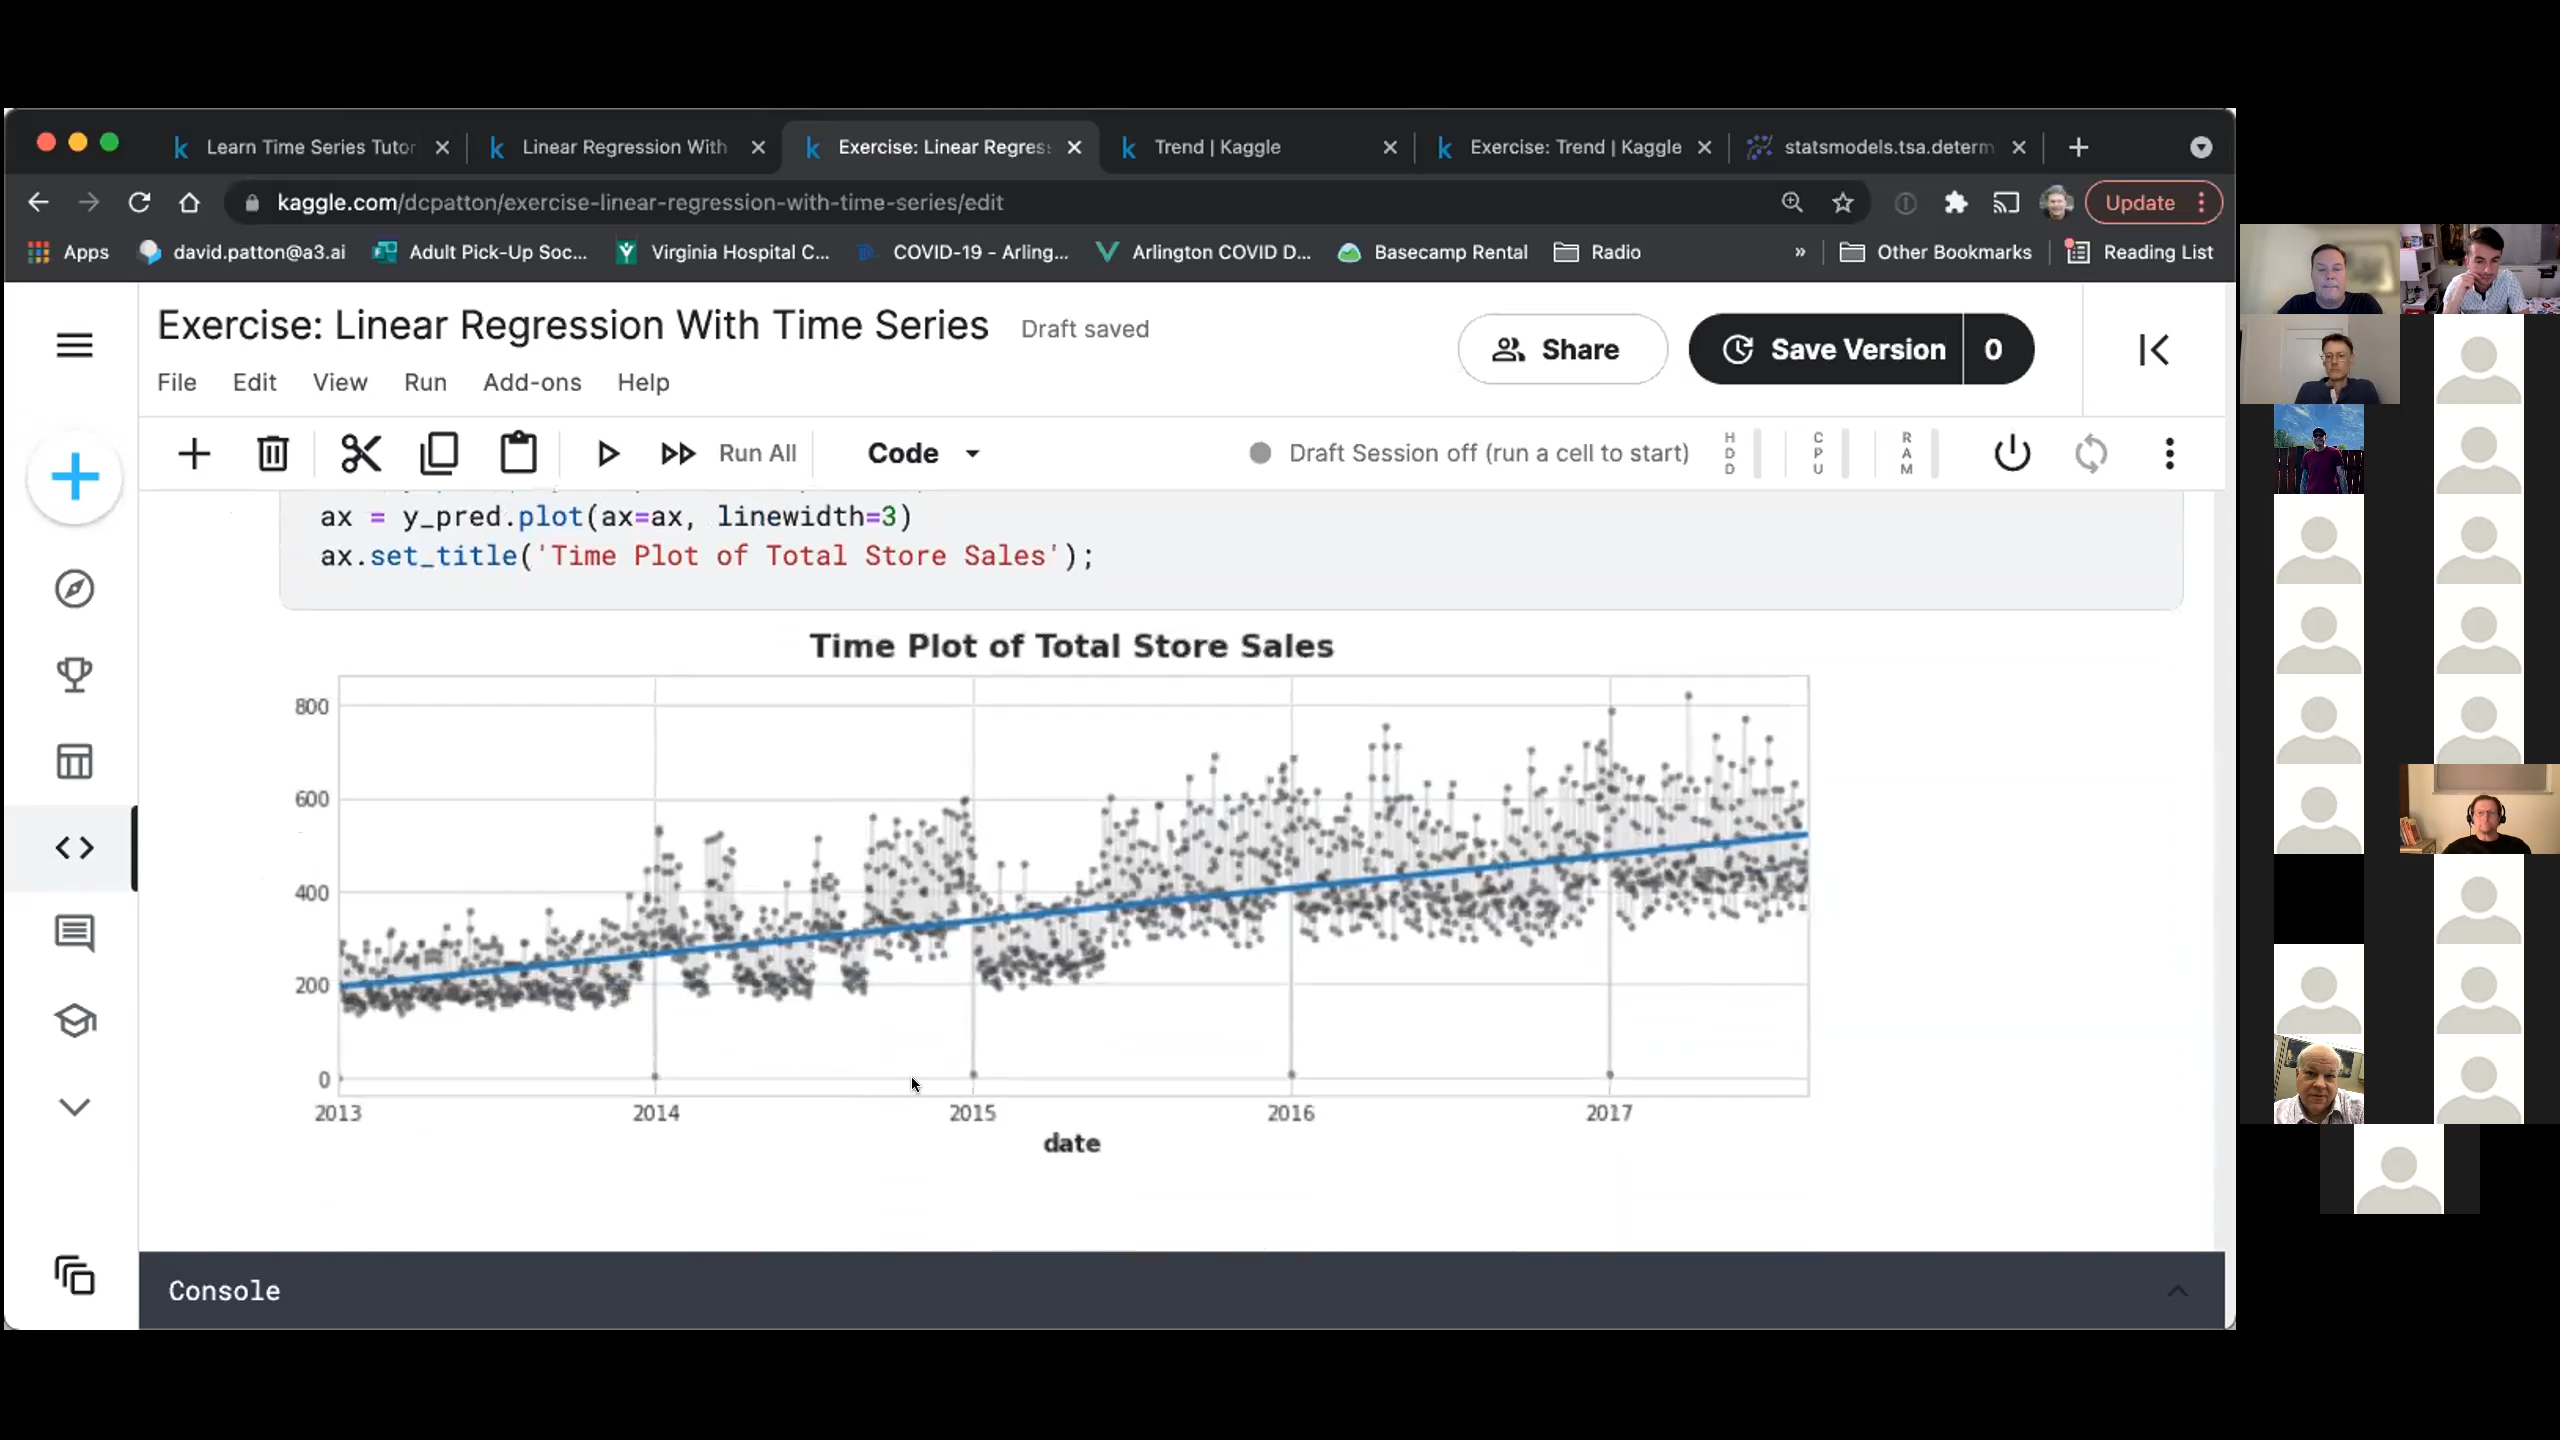 Learn Time Series Tutor
Linear Regression With
Exercise: Linear Regress
Trend | Kaggle
Exercise: Trend | Kaggle
statsmodels.tsa.determ
kaggle.com/dcpatton/exercise-linear-regression-with-time-series/edit
Update
Apps
david.patton@a3.ai
Adult Pick-Up Soc...
Virginia Hospital C...
COVID-19 - Arling...
Arlington COVID D...
Basecamp Rental
Radio
»
Other Bookmarks
Reading List
Exercise: Linear Regression With Time Series
Draft saved
Share
Save Version
0
File Edit View Run Add-ons Help
Run All
Code
Draft Session off (run a cell to start)
HDD
CPU
RAM
ax = y_pred.plot(ax=ax, linewidth=3)
ax.set_title('Time Plot of Total Store Sales');
Time Plot of Total Store Sales
800
600
400
200
0
2013 2014 2015 2016 2017
date
Console